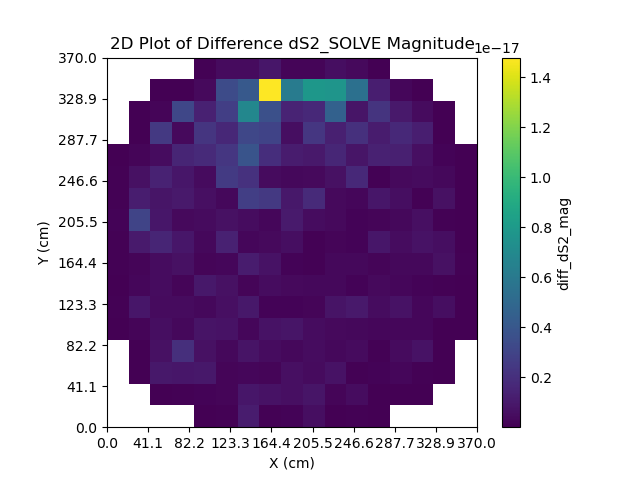 2D Plot of Difference dS2_SOLVE Magnitude
1e−17
370.0
328.9
287.7
246.6
205.5
164.4
123.3
82.2
41.1
0.0
Y (cm)
0.0 41.1 82.2 123.3 164.4 205.5 246.6 287.7 328.9 370.0
X (cm)
1.4
1.2
1.0
0.8
0.6
0.4
0.2
diff_dS2_mag